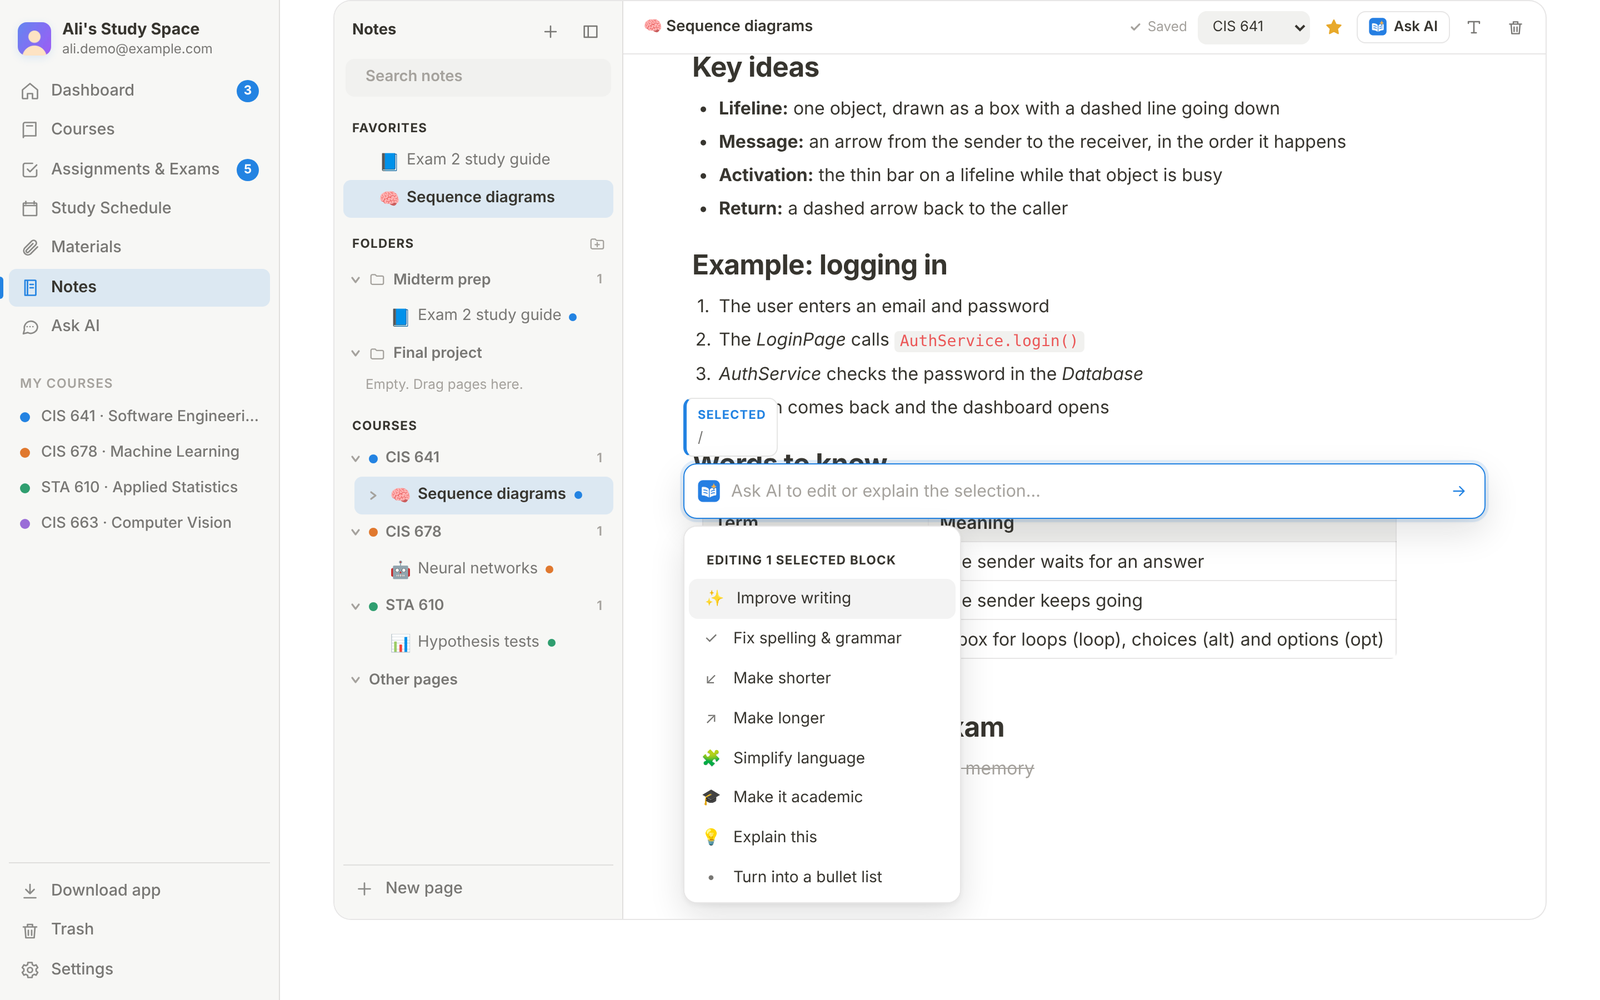 Ali's Study Space
ali.demo@example.com
Dashboard 3
Courses
Assignments & Exams 5
Study Schedule
Materials
Notes
Ask AI
MY COURSES
CIS 641 · Software Engineeri...
CIS 678 · Machine Learning
STA 610 · Applied Statistics
CIS 663 · Computer Vision
Download app
Trash
Settings
Notes
Search notes
FAVORITES
Exam 2 study guide
Sequence diagrams
FOLDERS
Midterm prep 1
Exam 2 study guide
Final project
Empty. Drag pages here.
COURSES
CIS 641 1
Sequence diagrams
CIS 678 1
Neural networks
STA 610 1
Hypothesis tests
Other pages
New page
Sequence diagrams
Saved
CIS 641
Ask AI
Key ideas
• Lifeline: one object, drawn as a box with a dashed line going down
• Message: an arrow from the sender to the receiver, in the order it happens
• Activation: the thin bar on a lifeline while that object is busy
• Return: a dashed arrow back to the caller
Example: logging in
1. The user enters an email and password
2. The LoginPage calls AuthService.login()
3. AuthService checks the password in the Database
comes back and the dashboard opens
SELECTED
/
Words to know
Ask AI to edit or explain the selection...
Term Meaning
sender waits for an answer
sender keeps going
box for loops (loop), choices (alt) and options (opt)
memory
EDITING 1 SELECTED BLOCK
Improve writing
Fix spelling & grammar
Make shorter
Make longer
Simplify language
Make it academic
Explain this
Turn into a bullet list